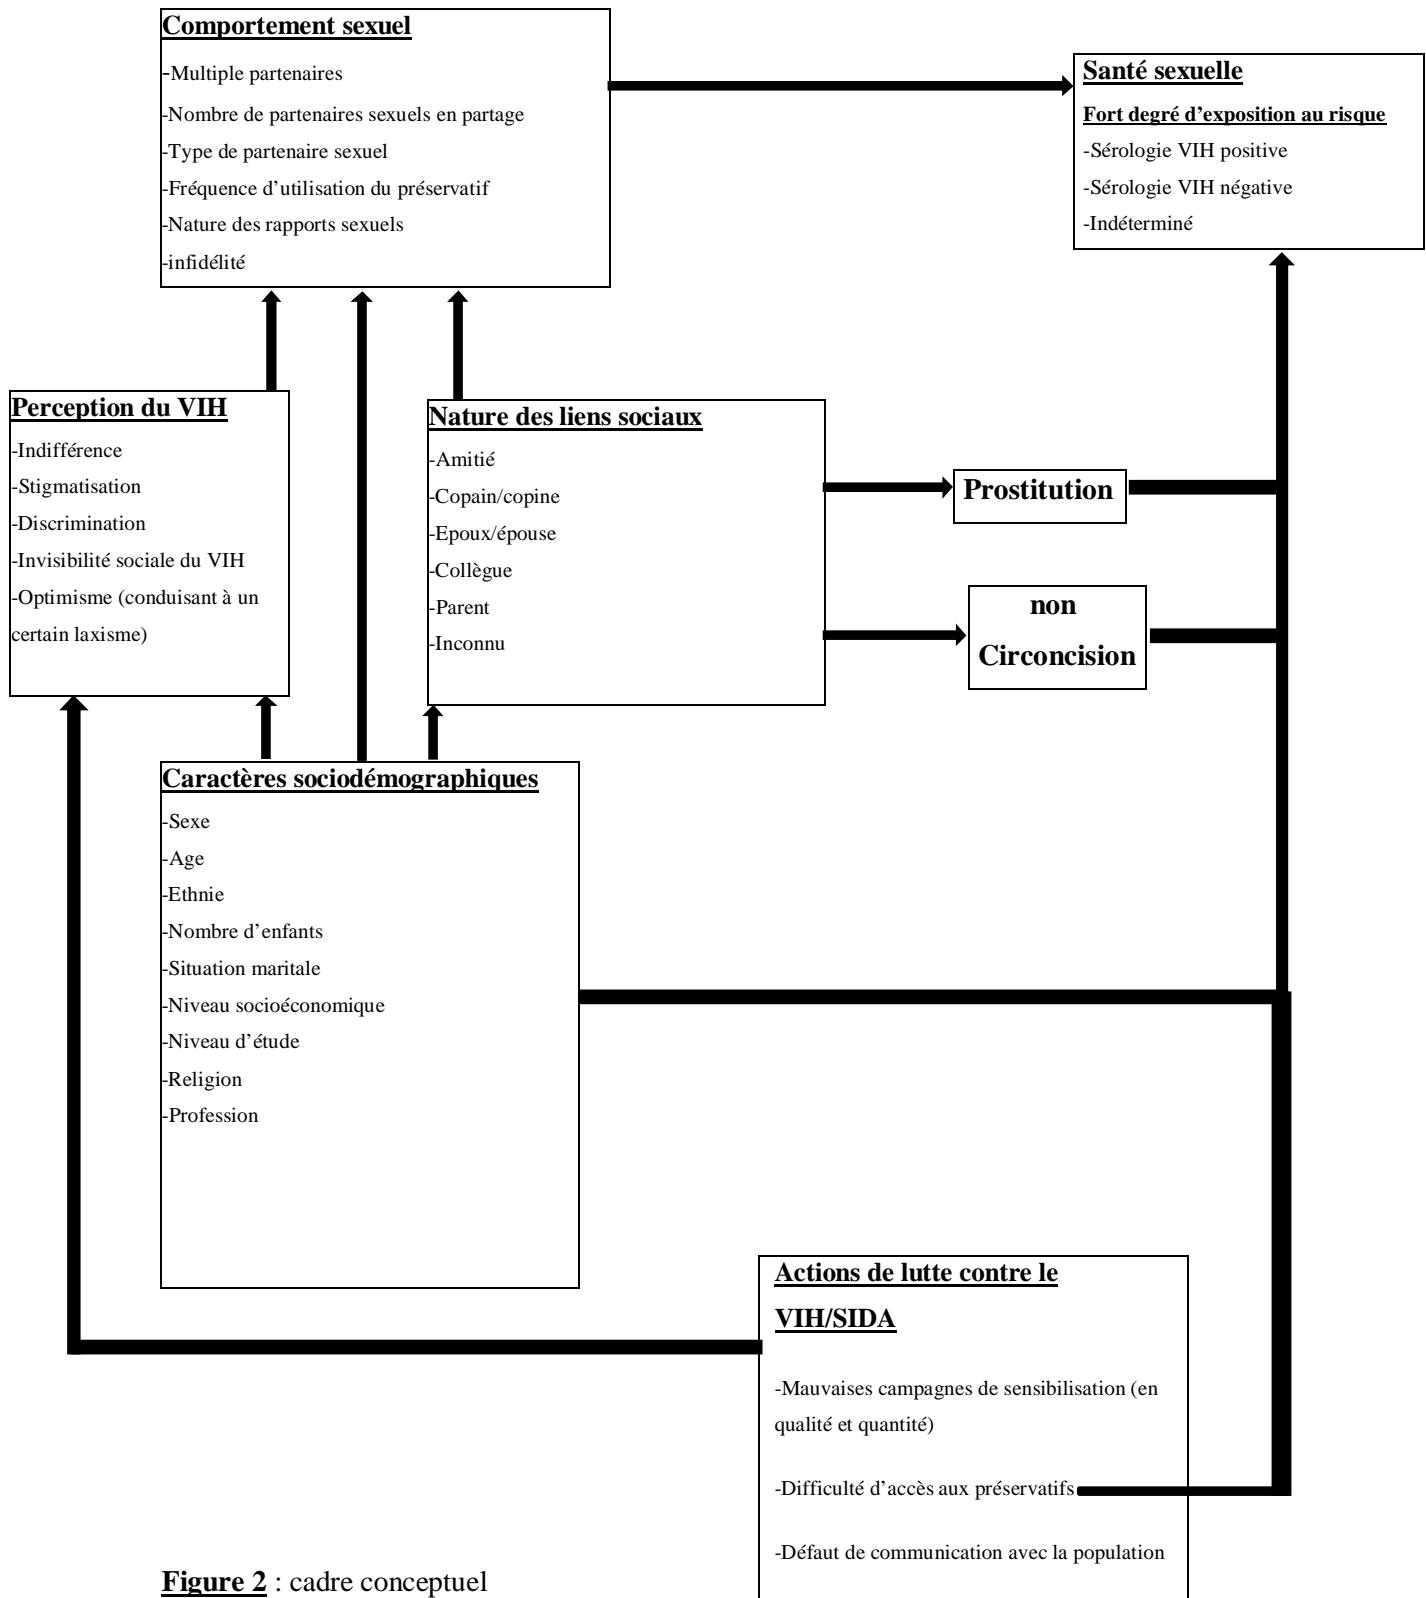 Comportement sexuel
-Multiple partenaires
-Nombre de partenaires sexuels en partage
-Type de partenaire sexuel
-Fréquence d’utilisation du préservatif
-Nature des rapports sexuels
-infidélité
Santé sexuelle
Fort degré d’exposition au risque
-Sérologie VIH positive
-Sérologie VIH négative
-Indéterminé
Perception du VIH
-Indifférence
-Stigmatisation
-Discrimination
-Invisibilité sociale du VIH
-Optimisme (conduisant à un
certain laxisme)
Nature des liens sociaux
-Amitié
-Copain/copine
-Epoux/épouse
-Collègue
-Parent
-Inconnu
Prostitution
non
Circoncision
Caractères sociodémographiques
-Sexe
-Age
-Ethnie
-Nombre d’enfants
-Situation maritale
-Niveau socioéconomique
-Niveau d’étude
-Religion
-Profession
Actions de lutte contre le
VIH/SIDA
-Mauvaises campagnes de sensibilisation (en
qualité et quantité)
-Difficulté d’accès aux préservatifs
-Défaut de communication avec la population
Figure 2 : cadre conceptuel